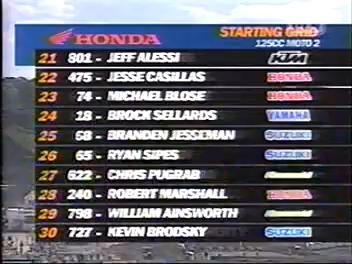 HONDA
STARTING GRID
125CC MOTO 2
21 801 - JEFF ALESSI KTM
22 475 - JESSE CASILLAS HONDA
23 74 - MICHAEL BLOSE HONDA
24 18 - BROCK SELLARDS YAMAHA
25 68 - BRANDEN JESSEMAN SUZUKI
26 65 - RYAN SIPES SUZUKI
27 622 - CHRIS PUGRAB Kawasaki
28 240 - ROBERT MARSHALL HONDA
29 798 - WILLIAM AINSWORTH Kawasaki
30 727 - KEVIN BRODSKY SUZUKI